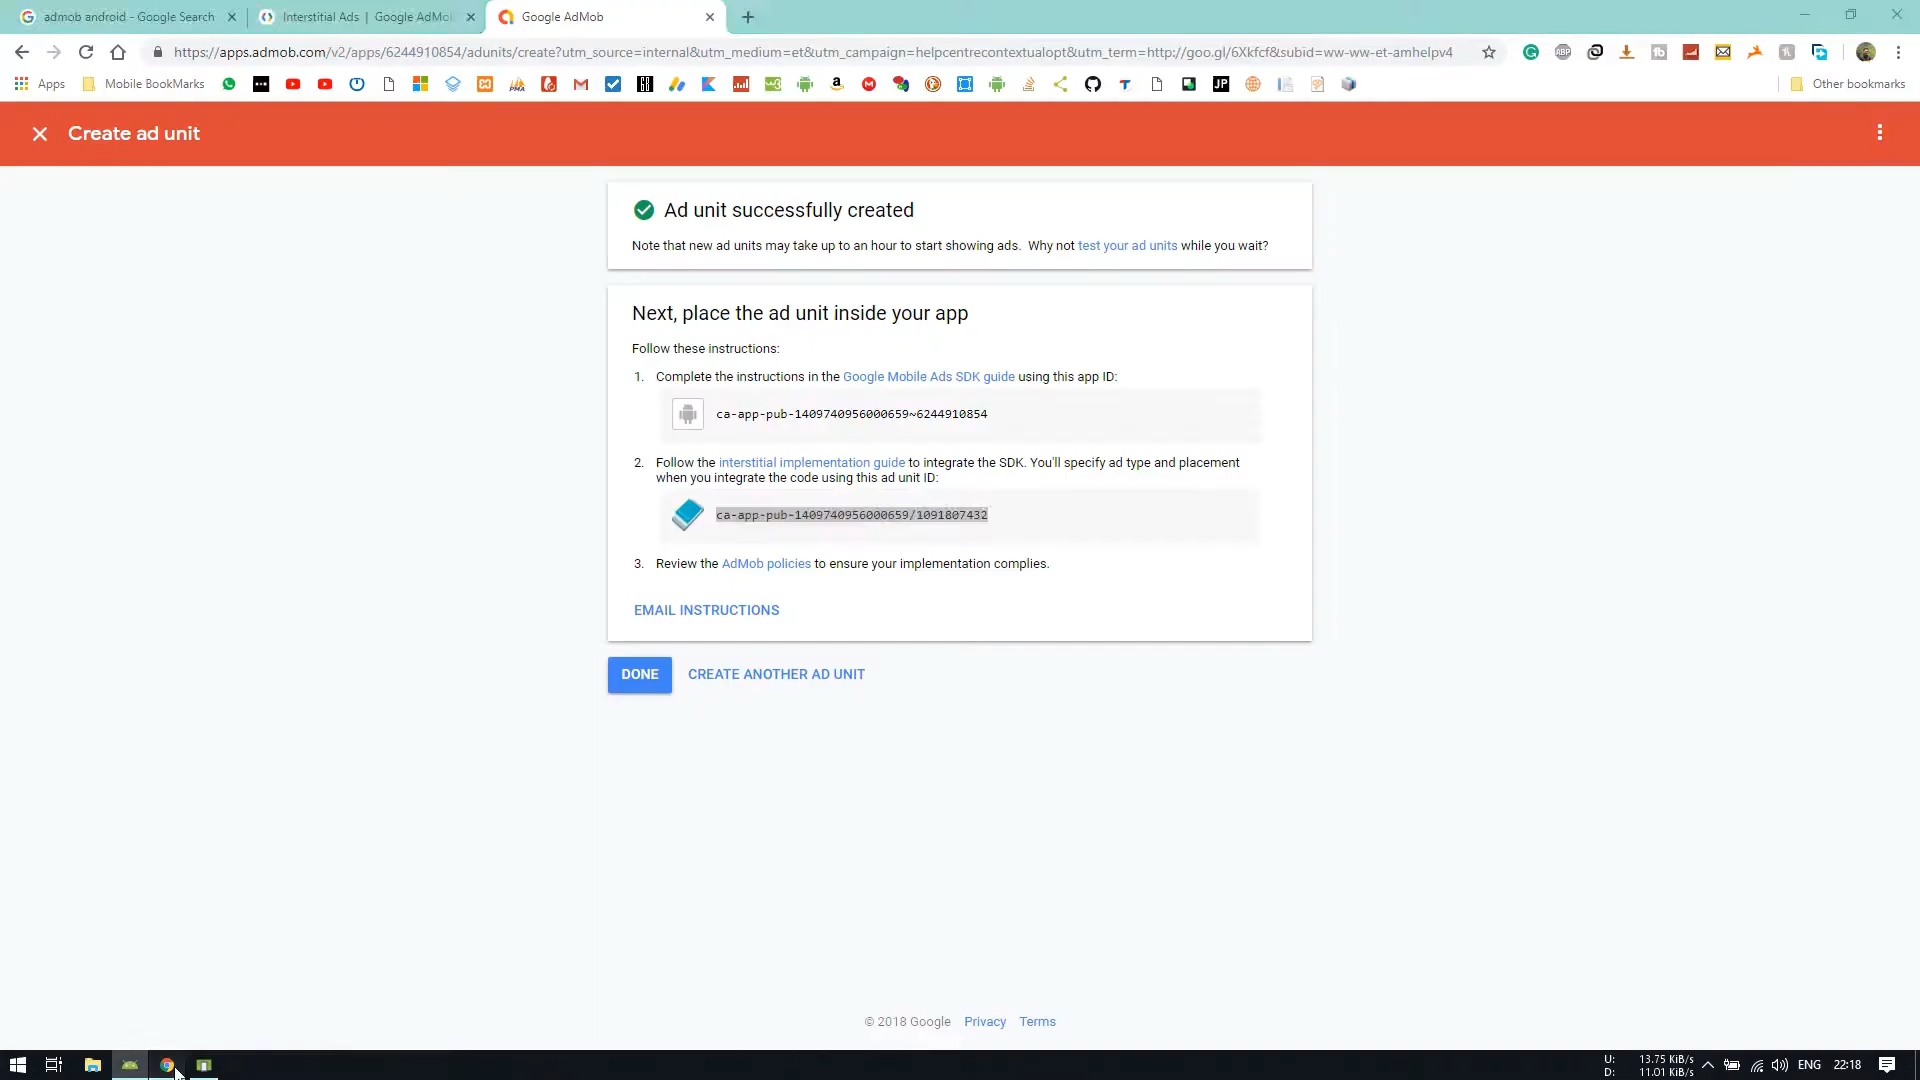 admob android - Google Search
Interstitial Ads | Google AdMo
Google AdMob
https://apps.admob.com/v2/apps/6244910854/adunits/create?utm_source=internal&utm_medium=et&utm_campaign=helpcentrecontextualopt&utm_term=http://goo.gl/6Xkfcf&subid=ww-ww-et-amhelpv4
Apps
Mobile BookMarks
Other bookmarks
Create ad unit
Ad unit successfully created
Note that new ad units may take up to an hour to start showing ads. Why not test your ad units while you wait?
Next, place the ad unit inside your app
Follow these instructions:
1. Complete the instructions in the Google Mobile Ads SDK guide using this app ID:
ca-app-pub-1409740956000659~6244910854
2. Follow the interstitial implementation guide to integrate the SDK. You'll specify ad type and placement
when you integrate the code using this ad unit ID:
ca-app-pub-1409740956000659/1091807432
3. Review the AdMob policies to ensure your implementation complies.
EMAIL INSTRUCTIONS
DONE
CREATE ANOTHER AD UNIT
© 2018 Google Privacy Terms
U: 13.75 KiB/s
D: 11.01 KiB/s
ENG
22:18